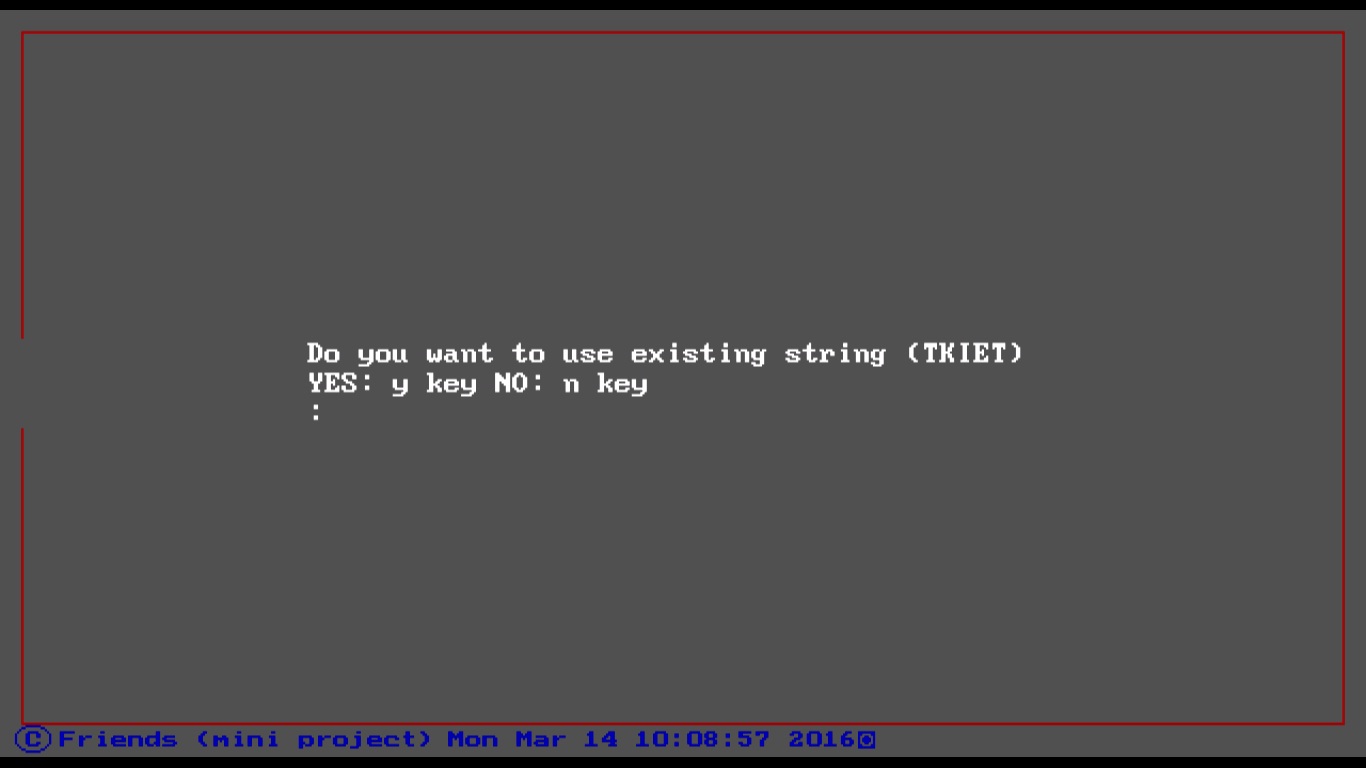 Do you want to use existing string (TKIET)
YES: y key NO: n key
:
©Friends (mini project) Mon Mar 14 10:08:57 2016◙